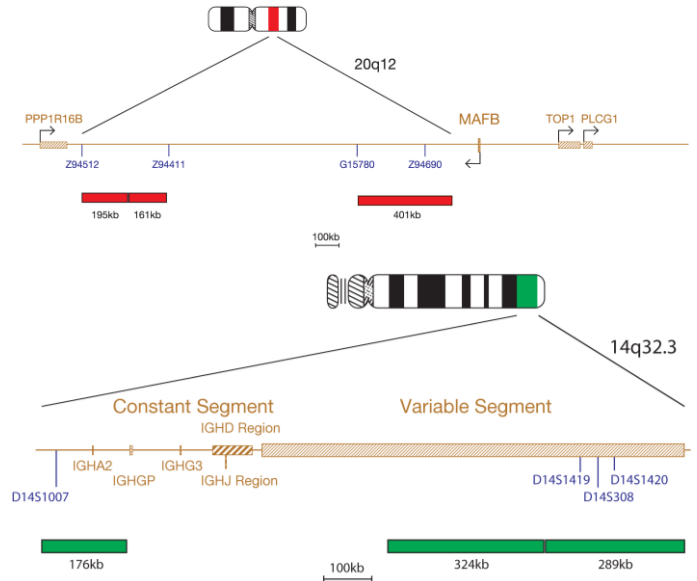 20q12
PPP1R16B
MAFB
TOP1 PLCG1
Z94512
Z94411
G15780
Z94690
195kb 161kb
401kb
100kb
14q32.3
Constant Segment
Variable Segment
IGHD Region
IGHA2
IGHGP
IGHG3
IGHJ Region
D14S1007
D14S1419
D14S308
D14S1420
176kb
324kb
289kb
100kb